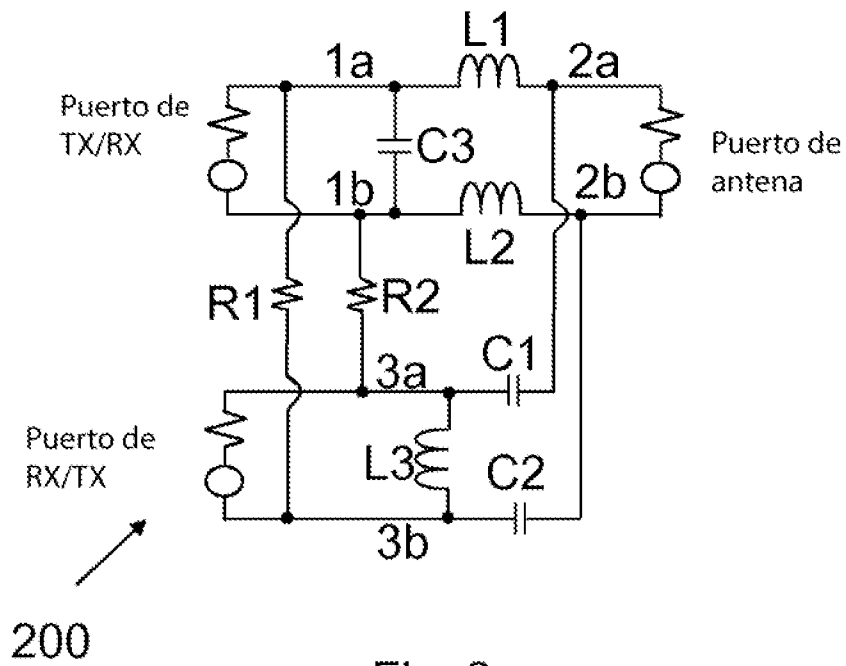 L1
1a
2a
Puerto de
TX/RX
C3
Puerto de
antena
1b
2b
L2
R1
R2
C1
3a
Puerto de
RX/TX
L3
C2
3b
200